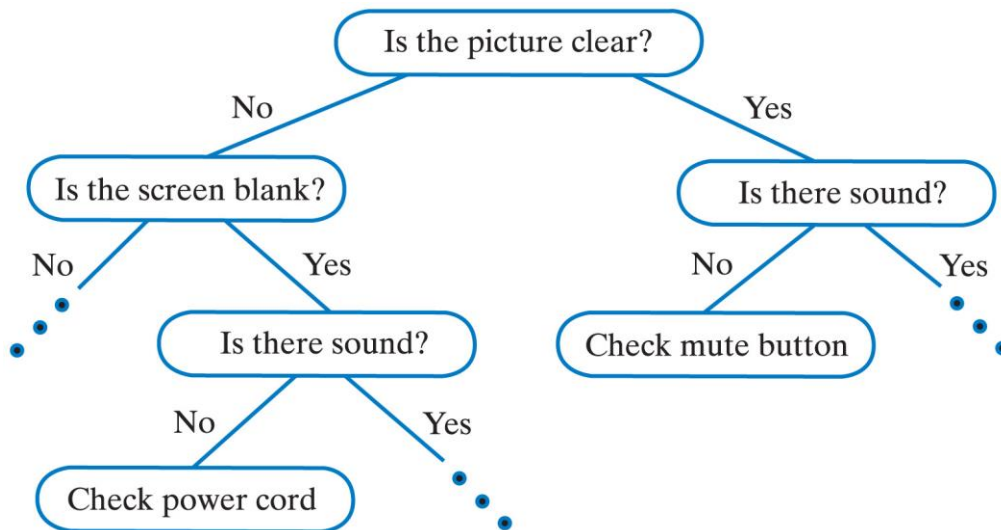 Is the picture clear?
No
Yes
Is the screen blank?
Is there sound?
No
Yes
No
Yes
Is there sound?
Check mute button
No
Yes
Check power cord